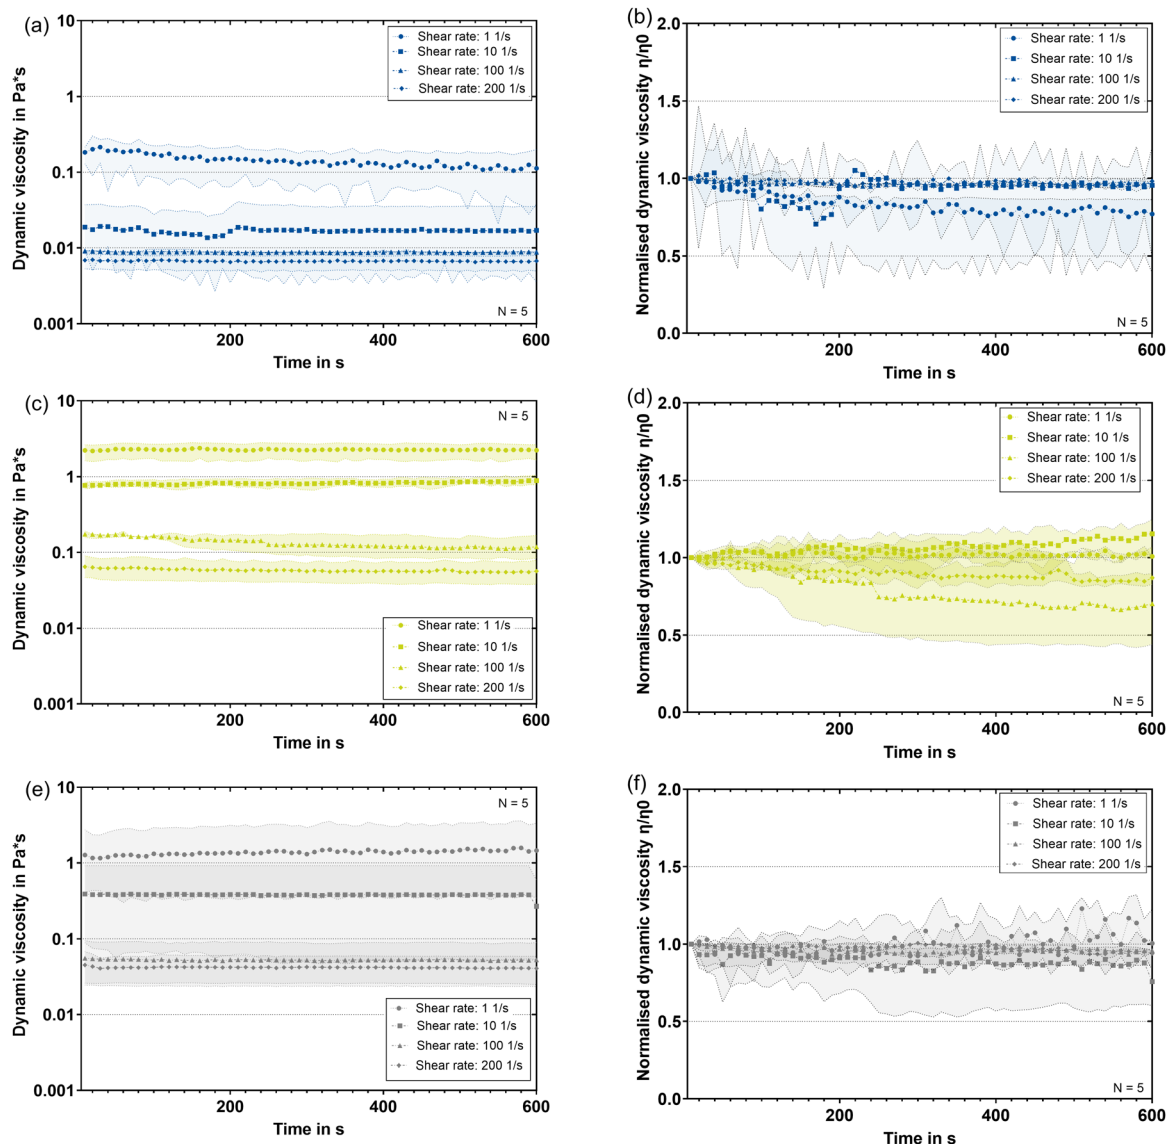 (a)
10
1
0.1
0.01
0.001
Dynamic viscosity in Pa*s
Shear rate: 1 1/s
Shear rate: 10 1/s
Shear rate: 100 1/s
Shear rate: 200 1/s
N = 5
200
400
600
Time in s
(b)
2.0
1.5
1.0
0.5
0.0
Normalised dynamic viscosity η/η0
Shear rate: 1 1/s
Shear rate: 10 1/s
Shear rate: 100 1/s
Shear rate: 200 1/s
N = 5
200
400
600
Time in s
(c)
10
1
0.1
0.01
0.001
Dynamic viscosity in Pa*s
N = 5
Shear rate: 1 1/s
Shear rate: 10 1/s
Shear rate: 100 1/s
Shear rate: 200 1/s
200
400
600
Time in s
(d)
2.0
1.5
1.0
0.5
0.0
Normalised dynamic viscosity η/η0
Shear rate: 1 1/s
Shear rate: 10 1/s
Shear rate: 100 1/s
Shear rate: 200 1/s
N = 5
200
400
600
Time in s
(e)
10
1
0.1
0.01
0.001
Dynamic viscosity in Pa*s
N = 5
Shear rate: 1 1/s
Shear rate: 10 1/s
Shear rate: 100 1/s
Shear rate: 200 1/s
200
400
600
Time in s
(f)
2.0
1.5
1.0
0.5
0.0
Normalised dynamic viscosity η/η0
Shear rate: 1 1/s
Shear rate: 10 1/s
Shear rate: 100 1/s
Shear rate: 200 1/s
N = 5
200
400
600
Time in s